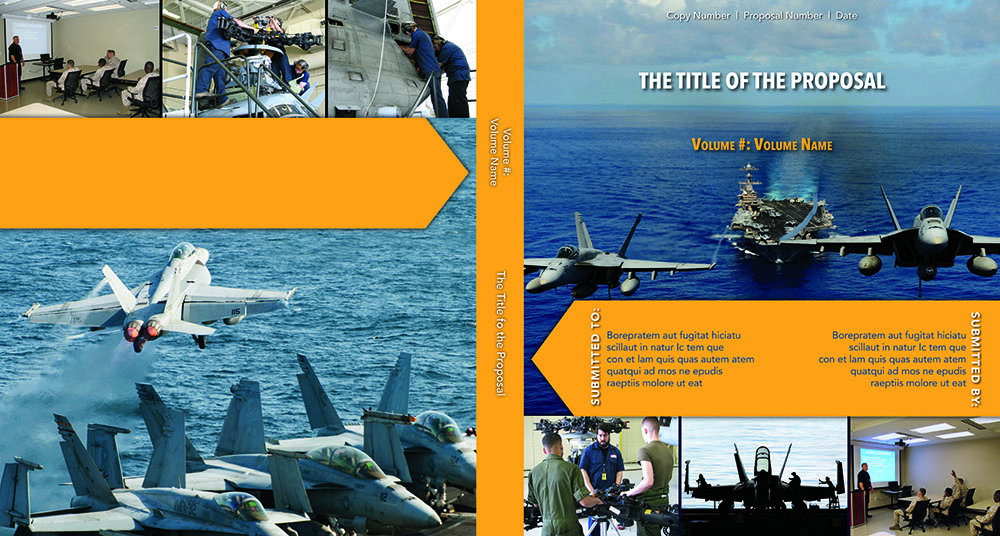 Volume #:
Volume Name
The Title fo the Proposal
Copy Number | Proposal Number | Date
THE TITLE OF THE PROPOSAL
VOLUME #: VOLUME NAME
SUBMITTED TO:
Borepratem aut fugitat hiciatu
scillaut in natur Ic tem que
con et lam quis quas autem atem
quatqui ad mos ne epudis
raeptiis molore ut eat
Borepratem aut fugitat hiciatu
scillaut in natur Ic tem que
con et lam quis quas autem atem
quatqui ad mos ne epudis
raeptiis molore ut eat
SUBMITTED BY:
115
12